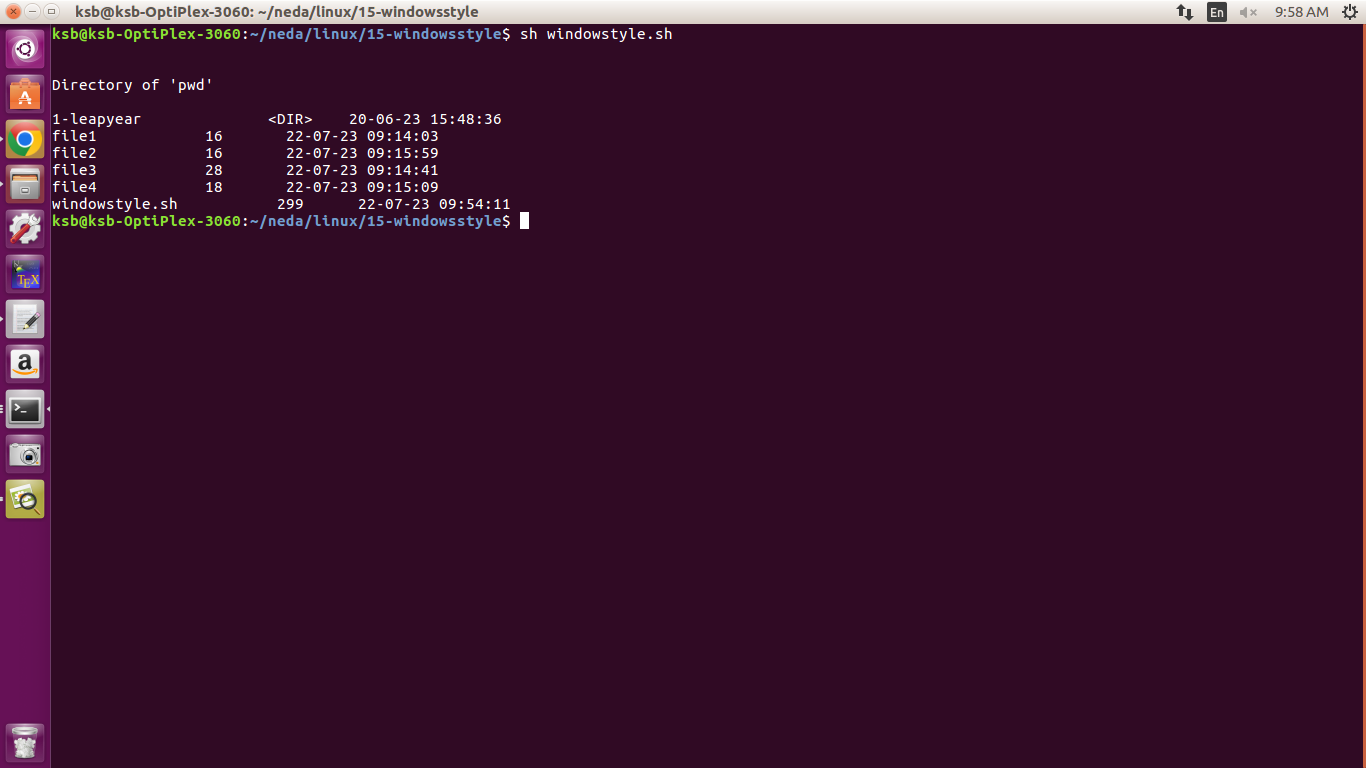 ksb@ksb-OptiPlex-3060: ~/neda/linux/15-windowsstyle
En
9:58 AM
ksb@ksb-OptiPlex-3060:~/neda/linux/15-windowsstyle$ sh windowstyle.sh
Directory of 'pwd'
1-leapyear <DIR> 20-06-23 15:48:36
file1 16 22-07-23 09:14:03
file2 16 22-07-23 09:15:59
file3 28 22-07-23 09:14:41
file4 18 22-07-23 09:15:09
windowstyle.sh 299 22-07-23 09:54:11
ksb@ksb-OptiPlex-3060:~/neda/linux/15-windowsstyle$
A
TEX
a
>_